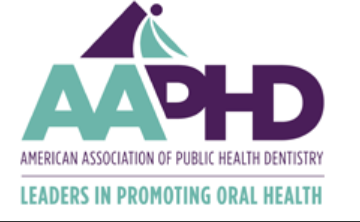 AAPHD
AMERICAN ASSOCIATION OF PUBLIC HEALTH DENTISTRY
LEADERS IN PROMOTING ORAL HEALTH